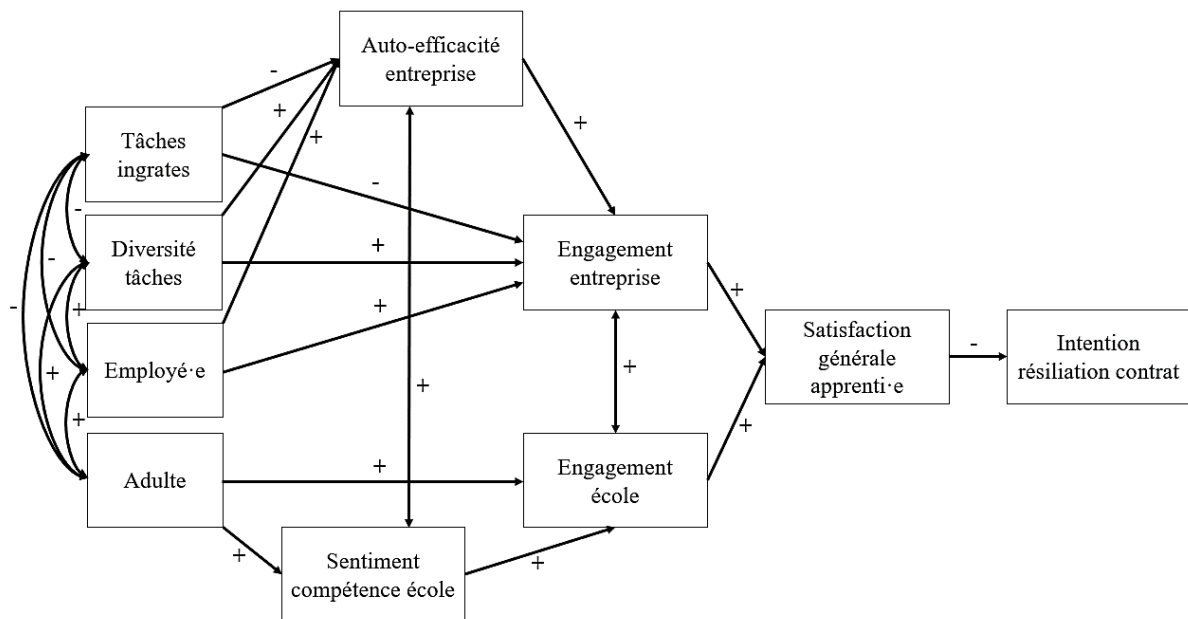 Auto-efficacité
entreprise
-
+
+
+
Tâches
ingrates
-
-
Diversité
tâches
+
Engagement
entreprise
-
+
+
+
-
Employé·e
Satisfaction
générale
apprenti·e
-
Intention
résiliation contrat
+
+
+
+
Adulte
+
Engagement
école
+
+
+
Sentiment
compétence école